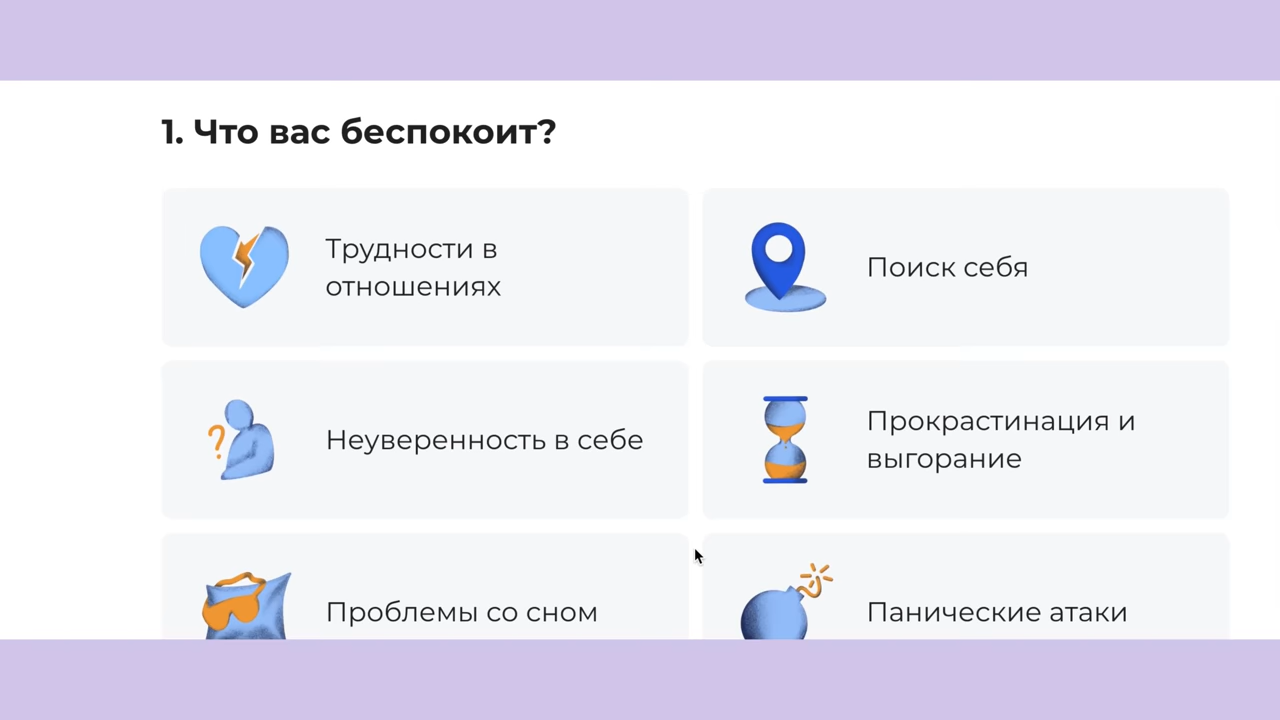 1. Что вас беспокоит?
Трудности в
отношениях
Поиск себя
Неуверенность в себе
Прокрастинация и
выгорание
Проблемы со сном
Панические атаки